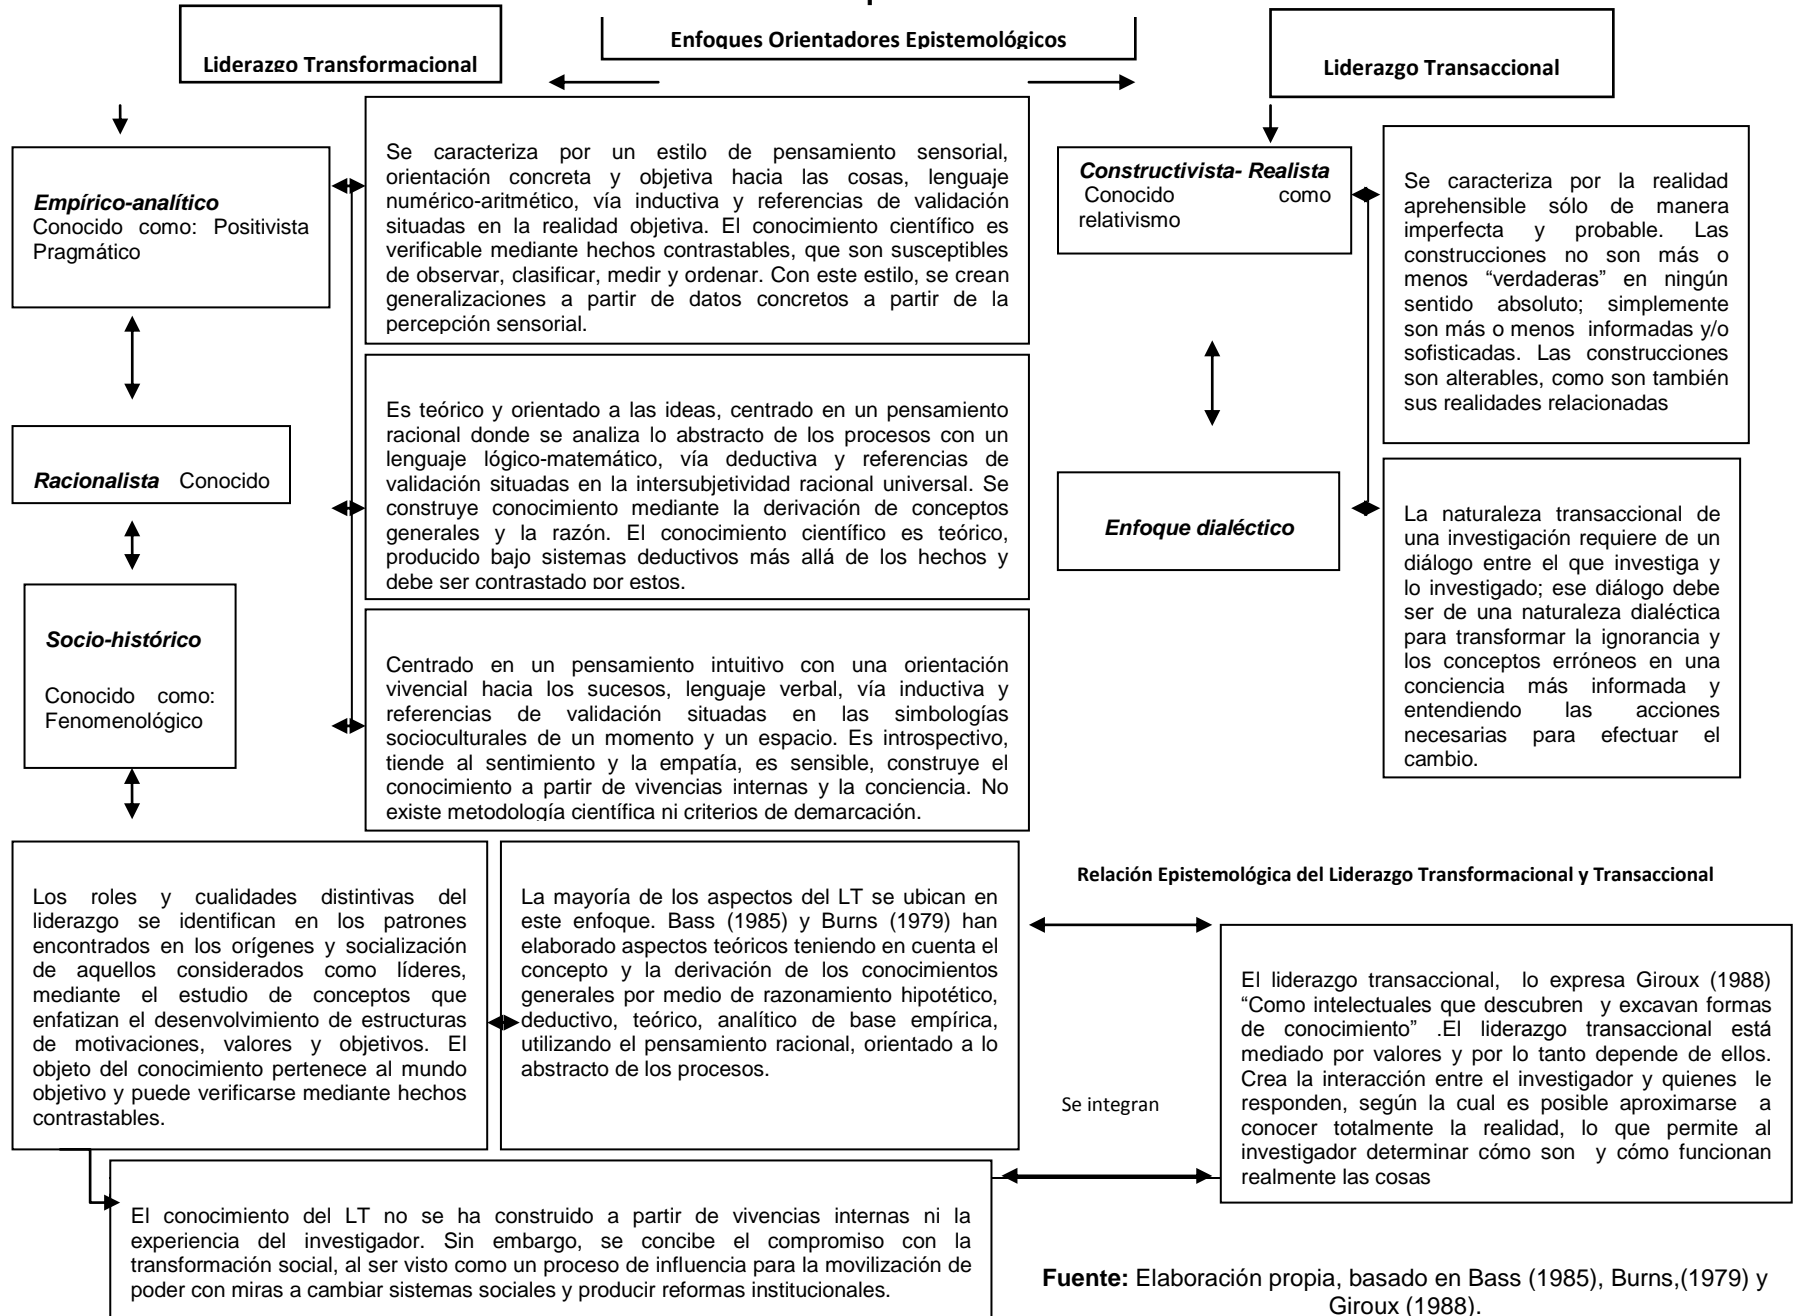 Enfoques Orientadores Epistemológicos
Liderazgo Transformacional
Liderazgo Transaccional
Empírico-analítico
Conocido como: Positivista
Pragmático
Se caracteriza por un estilo de pensamiento sensorial,
orientación concreta y objetiva hacia las cosas, lenguaje
numérico-aritmético, vía inductiva y referencias de validación
situadas en la realidad objetiva. El conocimiento científico es
verificable mediante hechos contrastables, que son susceptibles
de observar, clasificar, medir y ordenar. Con este estilo, se crean
generalizaciones a partir de datos concretos a partir de la
percepción sensorial.
Constructivista- Realista
Conocido como
relativismo
Se caracteriza por la realidad
aprehensible sólo de manera
imperfecta y probable. Las
construcciones no son más o
menos “verdaderas” en ningún
sentido absoluto; simplemente
son más o menos informadas y/o
sofisticadas. Las construcciones
son alterables, como son también
sus realidades relacionadas
Racionalista Conocido
Es teórico y orientado a las ideas, centrado en un pensamiento
racional donde se analiza lo abstracto de los procesos con un
lenguaje lógico-matemático, vía deductiva y referencias de
validación situadas en la intersubjetividad racional universal. Se
construye conocimiento mediante la derivación de conceptos
generales y la razón. El conocimiento científico es teórico,
producido bajo sistemas deductivos más allá de los hechos y
debe ser contrastado por estos.
Enfoque dialéctico
La naturaleza transaccional de
una investigación requiere de un
diálogo entre el que investiga y
lo investigado; ese diálogo debe
ser de una naturaleza dialéctica
para transformar la ignorancia y
los conceptos erróneos en una
conciencia más informada y
entendiendo las acciones
necesarias para efectuar el
cambio.
Socio-histórico
Conocido como:
Fenomenológico
Centrado en un pensamiento intuitivo con una orientación
vivencial hacia los sucesos, lenguaje verbal, vía inductiva y
referencias de validación situadas en las simbologías
socioculturales de un momento y un espacio. Es introspectivo,
tiende al sentimiento y la empatía, es sensible, construye el
conocimiento a partir de vivencias internas y la conciencia. No
existe metodología científica ni criterios de demarcación.
Los roles y cualidades distintivas del
liderazgo se identifican en los patrones
encontrados en los orígenes y socialización
de aquellos considerados como líderes,
mediante el estudio de conceptos que
enfatizan el desenvolvimiento de estructuras
de motivaciones, valores y objetivos. El
objeto del conocimiento pertenece al mundo
objetivo y puede verificarse mediante hechos
contrastables.
La mayoría de los aspectos del LT se ubican en
este enfoque. Bass (1985) y Burns (1979) han
elaborado aspectos teóricos teniendo en cuenta el
concepto y la derivación de los conocimientos
generales por medio de razonamiento hipotético,
deductivo, teórico, analítico de base empírica,
utilizando el pensamiento racional, orientado a lo
abstracto de los procesos.
Relación Epistemológica del Liderazgo Transformacional y Transaccional
Se integran
El liderazgo transaccional, lo expresa Giroux (1988)
“Como intelectuales que descubren y excavan formas
de conocimiento” .El liderazgo transaccional está
mediado por valores y por lo tanto depende de ellos.
Crea la interacción entre el investigador y quienes le
responden, según la cual es posible aproximarse a
conocer totalmente la realidad, lo que permite al
investigador determinar cómo son y cómo funcionan
realmente las cosas
El conocimiento del LT no se ha construido a partir de vivencias internas ni la
experiencia del investigador. Sin embargo, se concibe el compromiso con la
transformación social, al ser visto como un proceso de influencia para la movilización de
poder con miras a cambiar sistemas sociales y producir reformas institucionales.
Fuente: Elaboración propia, basado en Bass (1985), Burns,(1979) y
Giroux (1988).